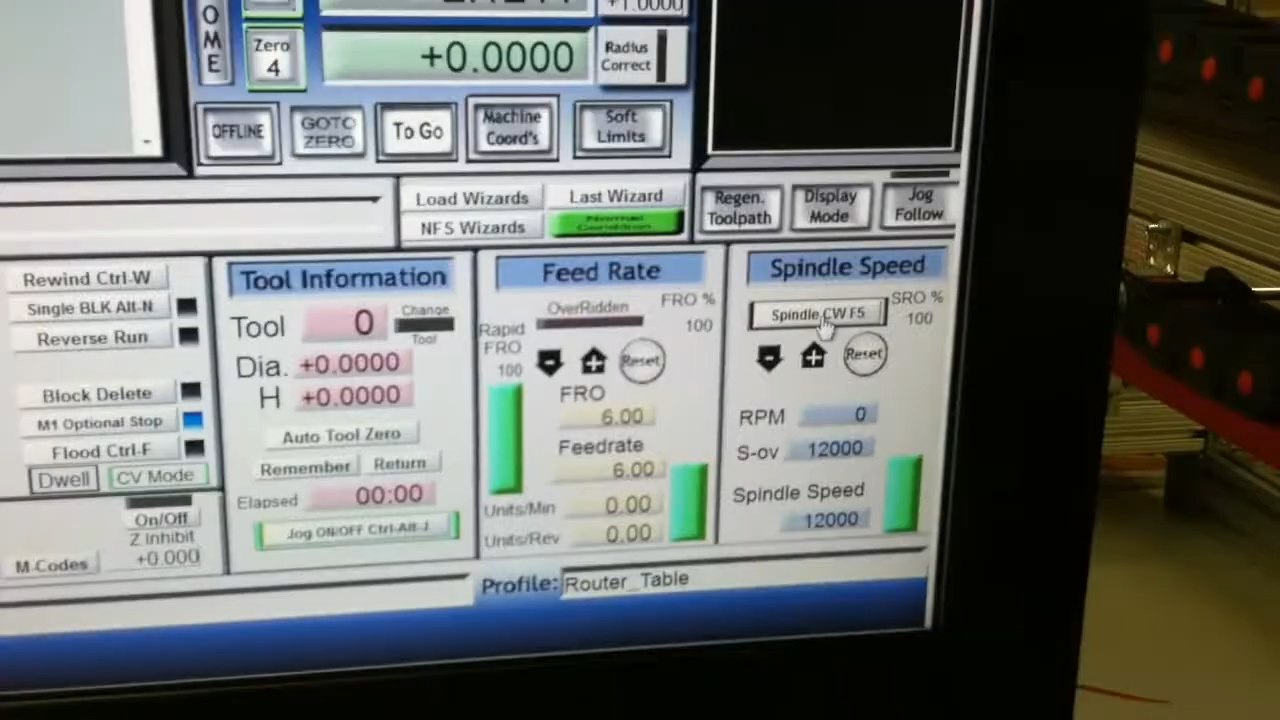 OME
+1.0000
Zero
4
+0.0000
Radius
Correct
OFFLINE
GOTO
ZERO
To Go
Machine
Coord's
Soft
Limits
Load Wizards
Last Wizard
NFS Wizards
Normal
Condition
Regen.
Toolpath
Display
Mode
Jog
Follow
Rewind Ctrl-W
Single BLK Alt-N
Reverse Run
Block Delete
M1 Optional Stop
Flood Ctrl-F
Dwell
CV Mode
On/Off
Z Inhibit
+0.000
M-Codes
Tool Information
Tool
0
Change
Tool
Dia.
+0.0000
H
+0.0000
Auto Tool Zero
Remember
Return
Elapsed
00:00
Jog ON/OFF Ctrl-Alt-J
Feed Rate
OverRidden
FRO %
100
Rapid
FRO
100
Reset
FRO
6.00
Feedrate
6.00
Units/Min
0.00
Units/Rev
0.00
Spindle Speed
Spindle CW F5
SRO %
100
Reset
RPM
0
S-ov
12000
Spindle Speed
12000
Profile:
Router_Table